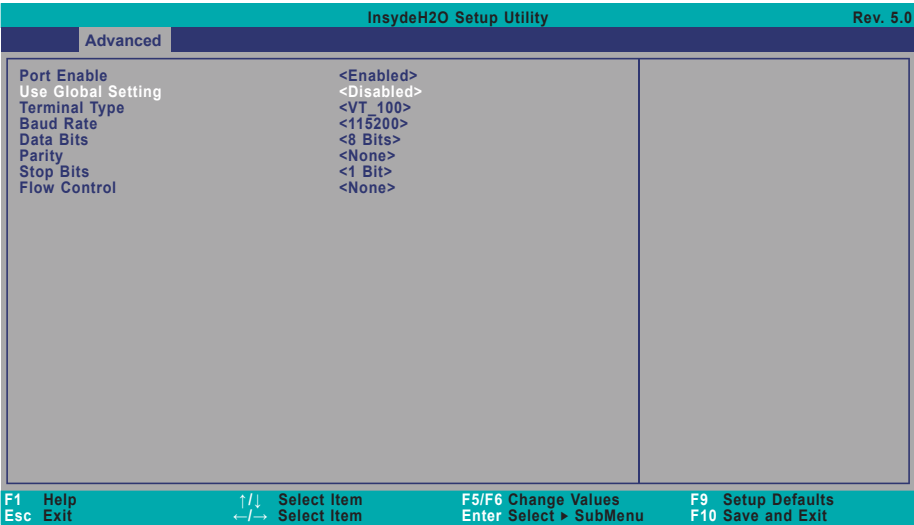 InsydeH2O Setup Utility Rev. 5.0
Advanced
Port Enable <Enabled>
Use Global Setting <Disabled>
Terminal Type <VT_100>
Baud Rate <115200>
Data Bits <8 Bits>
Parity <None>
Stop Bits <1 Bit>
Flow Control <None>
F1 Help ↑/↓ Select Item F5/F6 Change Values F9 Setup Defaults
Esc Exit ←/→ Select Item Enter Select ▶ SubMenu F10 Save and Exit